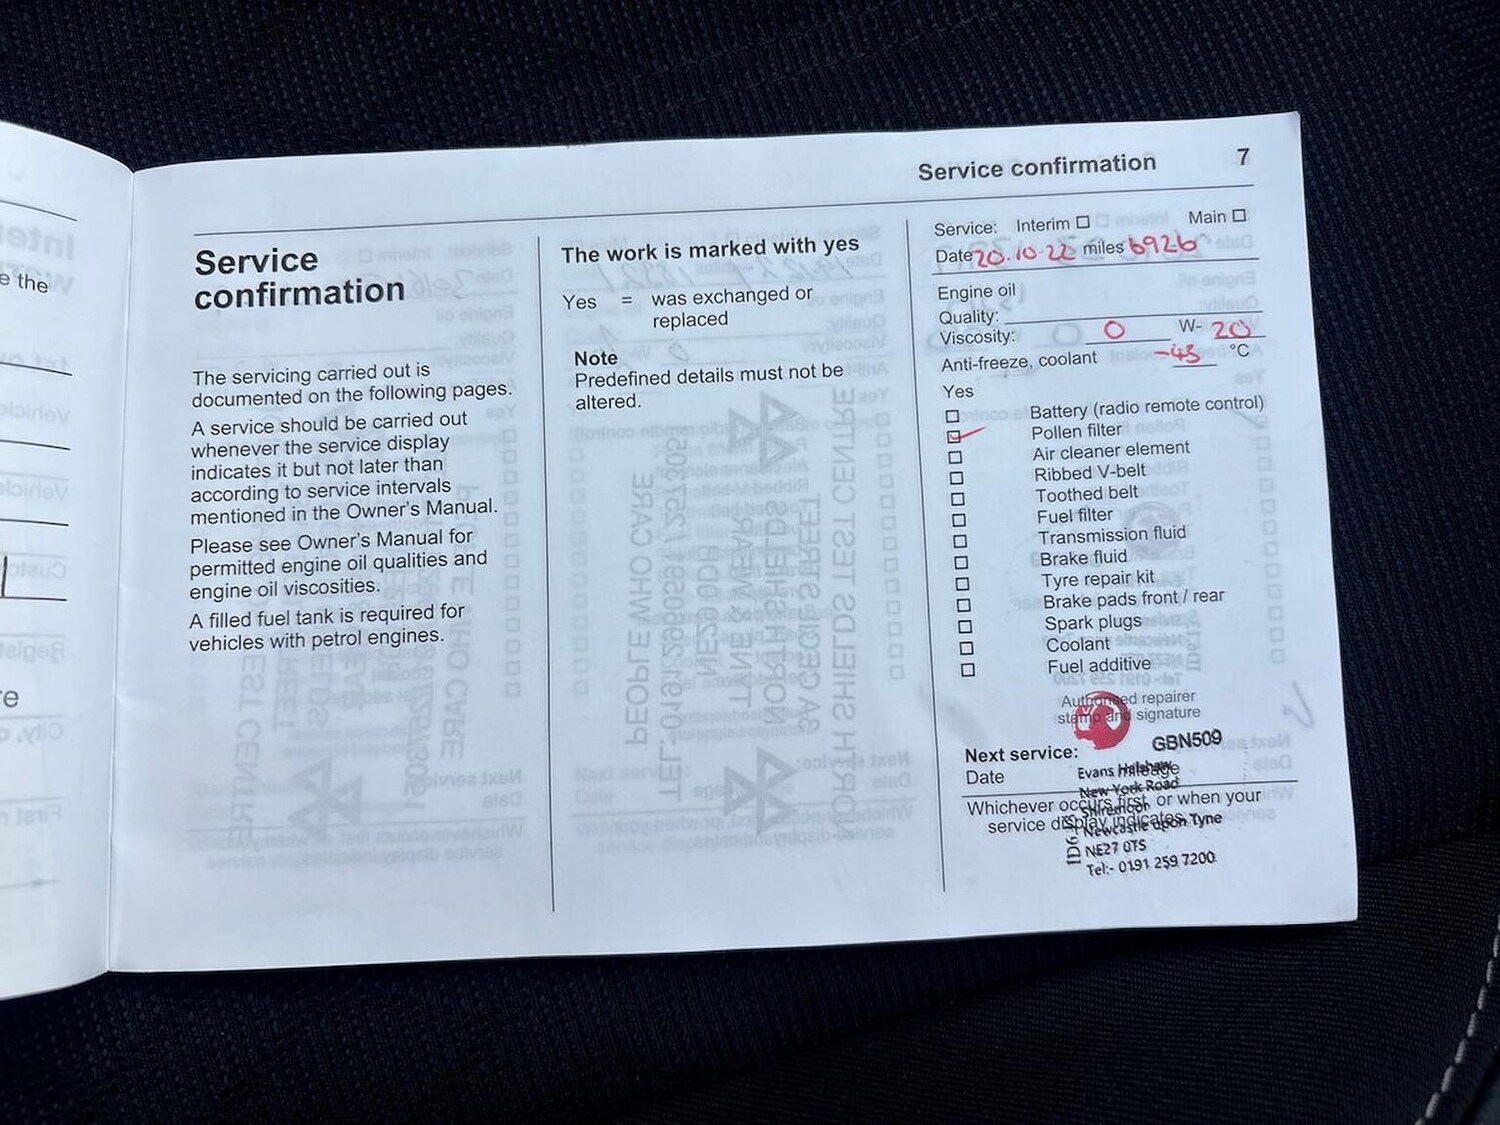 e the
re
Service confirmation 7
Service
confirmation
The servicing carried out is
documented on the following pages.
A service should be carried out
whenever the service display
indicates it but not later than
according to service intervals
mentioned in the Owner's Manual.
Please see Owner's Manual for
permitted engine oil qualities and
engine oil viscosities.
A filled fuel tank is required for
vehicles with petrol engines.
The work is marked with yes
Yes = was exchanged or
replaced
Note
Predefined details must not be
altered.
Service: Interim Main
Date 20.10.22 miles 6926
Engine oil
Quality:
Viscosity: 0 W- 20
Anti-freeze, coolant -45 °C
Yes
Battery (radio remote control)
Pollen filter
Air cleaner element
Ribbed V-belt
Toothed belt
Fuel filter
Transmission fluid
Brake fluid
Tyre repair kit
Brake pads front / rear
Spark plugs
Coolant
Fuel additive
Authorised repairer
stamp and signature
GBN509
Next service:
Date mileage
Whichever occurs first, or when your
service display indicates.
Evans Halshaw
New York Road
Shiremoor
Newcastle upon Tyne
NE27 0TS
Tel:- 0191 259 7200